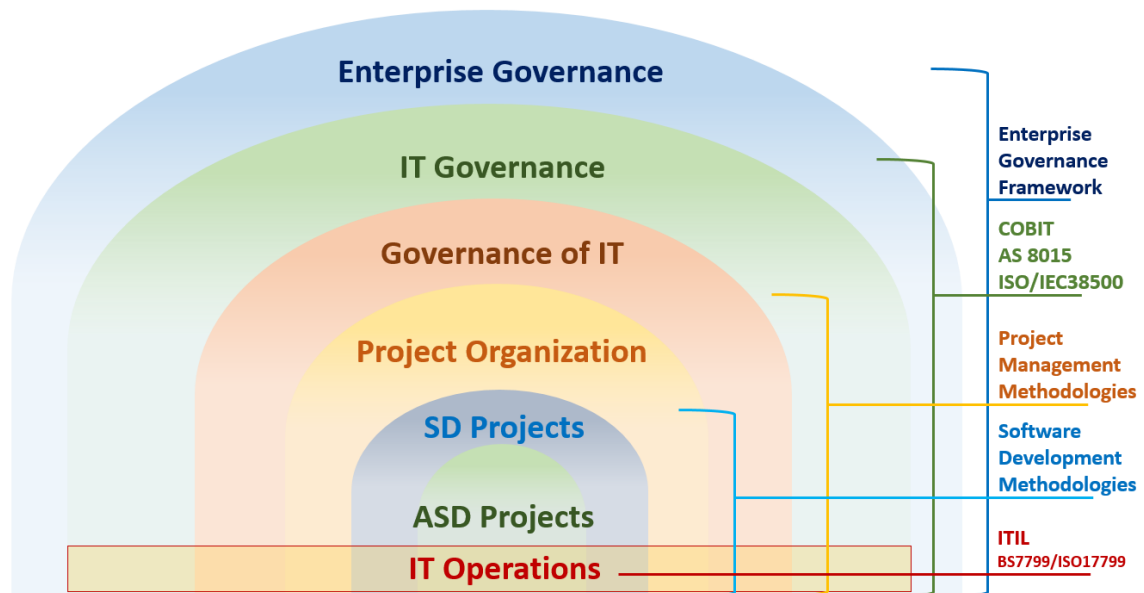 Enterprise Governance
IT Governance
Governance of IT
Project Organization
SD Projects
ASD Projects
IT Operations
Enterprise
Governance
Framework
COBIT
AS 8015
ISO/IEC38500
Project
Management
Methodologies
Software
Development
Methodologies
ITIL
BS7799/ISO17799